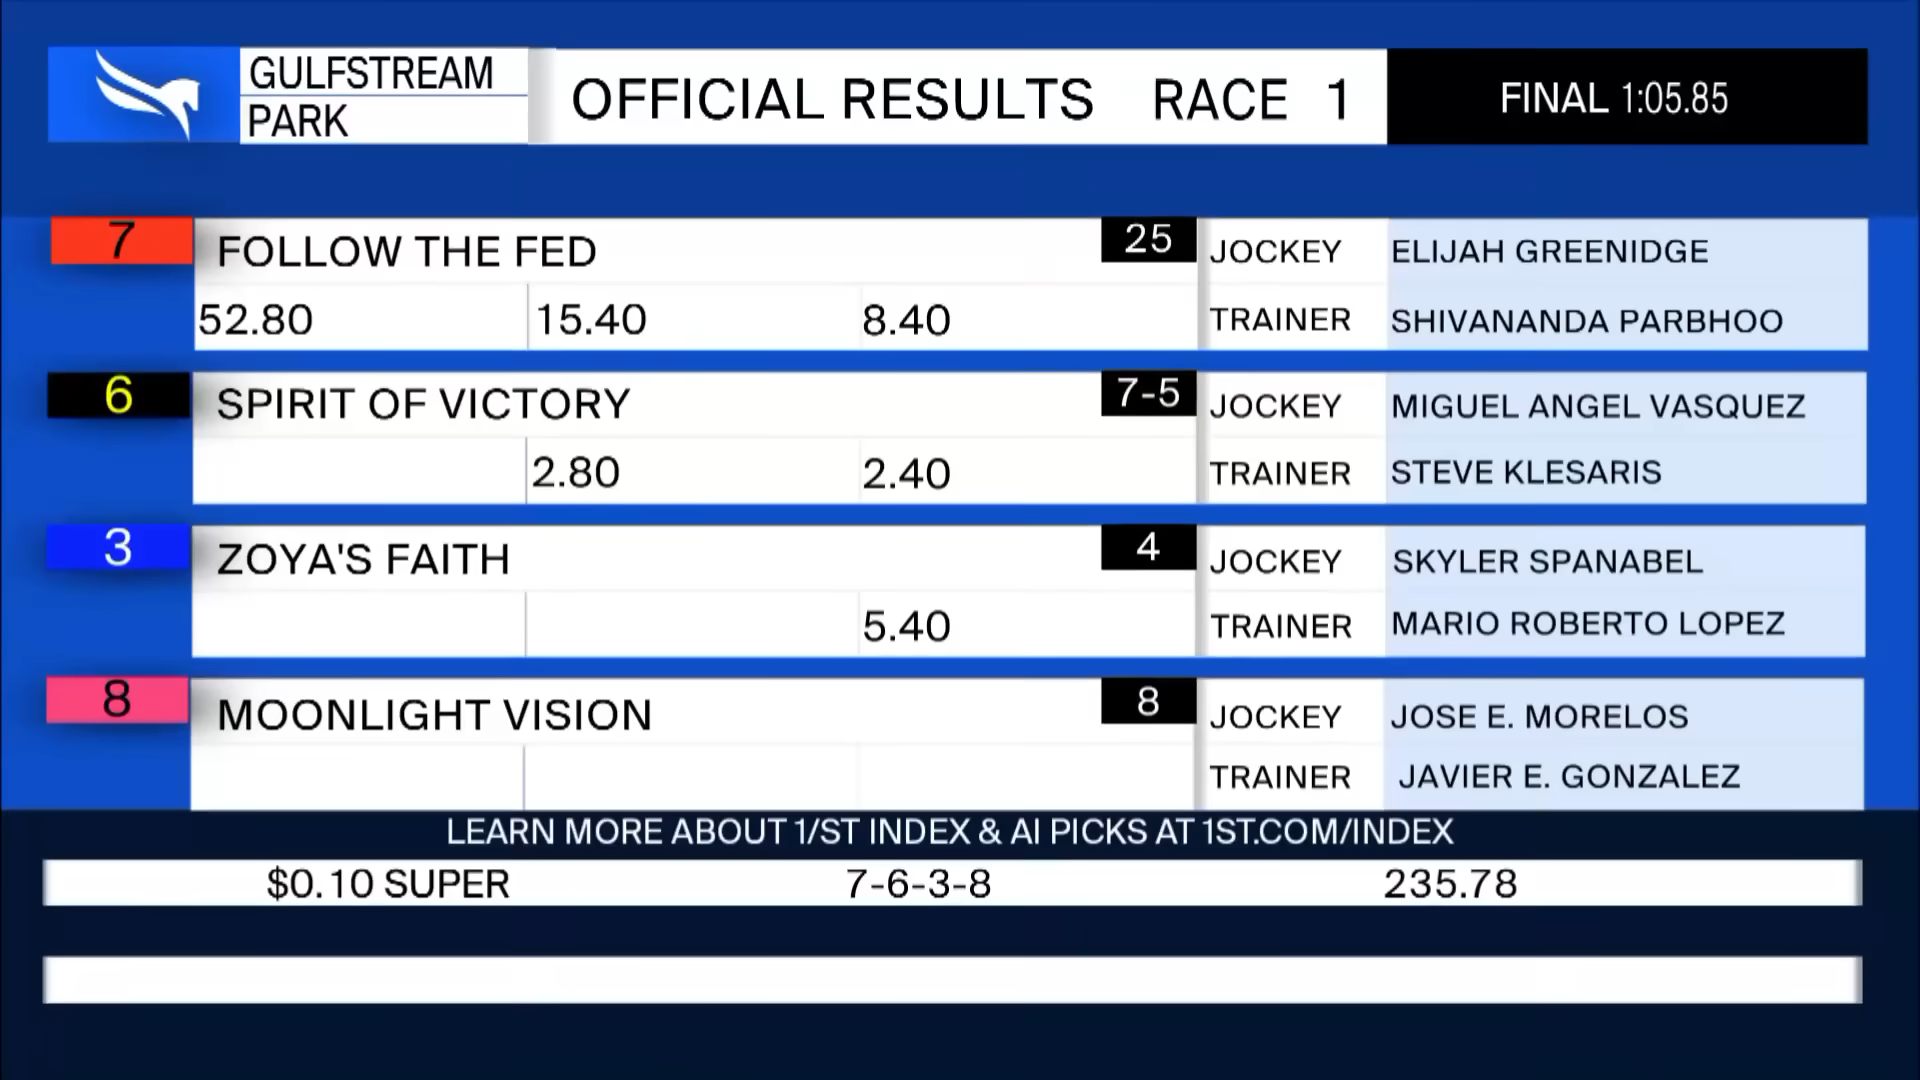 GULFSTREAM
PARK
OFFICIAL RESULTS RACE 1
FINAL 1:05.85
7 FOLLOW THE FED 25 JOCKEY ELIJAH GREENIDGE
52.80 15.40 8.40 TRAINER SHIVANANDA PARBHOO
6 SPIRIT OF VICTORY 7-5 JOCKEY MIGUEL ANGEL VASQUEZ
2.80 2.40 TRAINER STEVE KLESARIS
3 ZOYA'S FAITH 4 JOCKEY SKYLER SPANABEL
5.40 TRAINER MARIO ROBERTO LOPEZ
8 MOONLIGHT VISION 8 JOCKEY JOSE E. MORELOS
TRAINER JAVIER E. GONZALEZ
LEARN MORE ABOUT 1/ST INDEX & AI PICKS AT 1ST.COM/INDEX
$0.10 SUPER 7-6-3-8 235.78